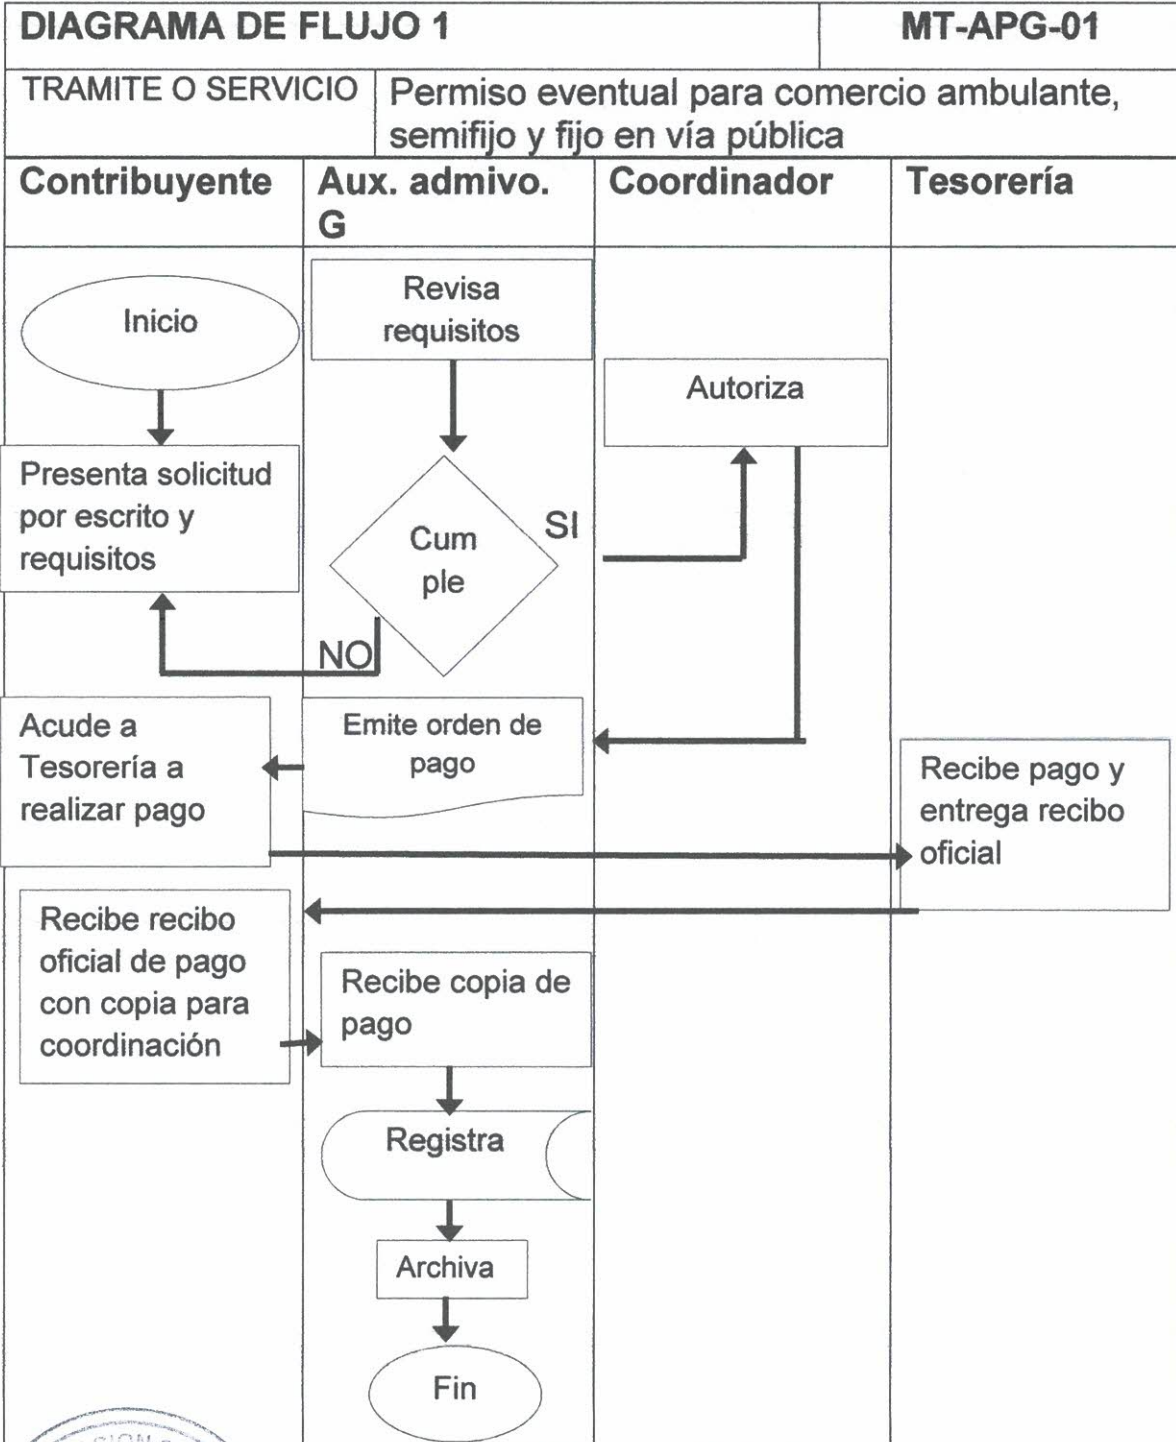 DIAGRAMA DE FLUJO 1
MT-APG-01
TRAMITE O SERVICIO
Permiso eventual para comercio ambulante,
semifijo y fijo en vía pública
Contribuyente
Aux. admivo.
G
Coordinador
Tesorería
Inicio
Revisa
requisitos
Autoriza
Presenta solicitud
por escrito y
requisitos
Cum
ple
SI
NO
Acude a
Tesorería a
realizar pago
Emite orden de
pago
Recibe pago y
entrega recibo
oficial
Recibe recibo
oficial de pago
con copia para
coordinación
Recibe copia de
pago
Registra
Archiva
Fin